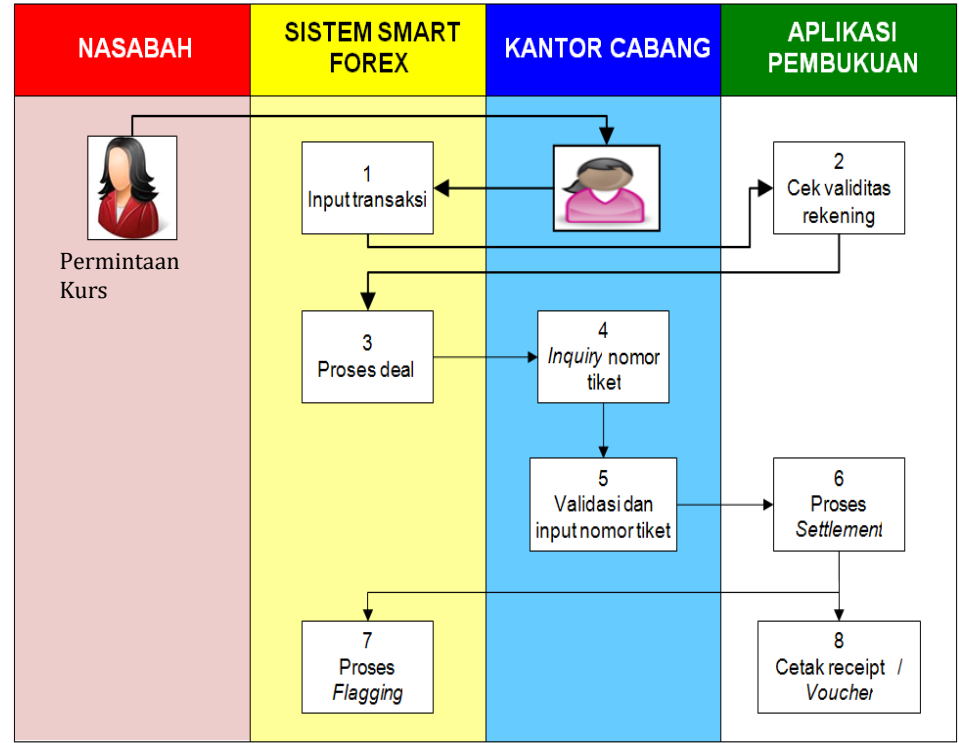 NASABAH
SISTEM SMART
FOREX
KANTOR CABANG
APLIKASI
PEMBUKUAN
Permintaan
Kurs
1
Input transaksi
2
Cek validitas
rekening
3
Proses deal
4
Inquiry nomor
tiket
5
Validasi dan
input nomor tiket
6
Proses
Settlement
7
Proses
Flagging
8
Cetak receipt /
Voucher